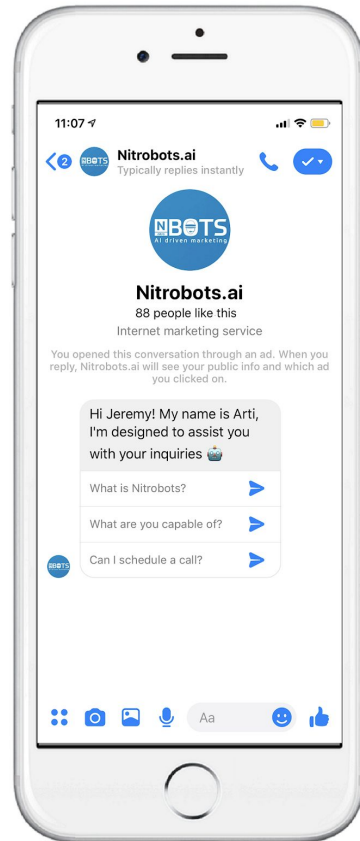 11:07
2
NBOTS
Nitrobots.ai
Typically replies instantly
NBOTS
AI driven marketing
Nitrobots.ai
88 people like this
Internet marketing service
You opened this conversation through an ad. When you
reply, Nitrobots.ai will see your public info and which ad
you clicked on.
Hi Jeremy! My name is Arti,
I'm designed to assist you
with your inquiries 🤖
What is Nitrobots?
What are you capable of?
Can I schedule a call?
NBOTS
Aa